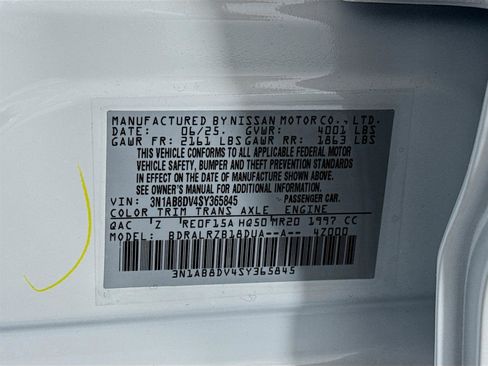 MANUFACTURED BY NISSAN MOTOR CO., LTD.
DATE: 06/25. GVWR: 4001 LBS
GAWR FR: 2161 LBS GAWR RR: 1863 LBS
THIS VEHICLE CONFORMS TO ALL APPLICABLE FEDERAL MOTOR
VEHICLE SAFETY, BUMPER AND THEFT PREVENTION STANDARDS
IN EFFECT ON THE DATE OF MANUFACTURE SHOWN ABOVE.
SEE OWNER'S MANUAL FOR ADDITIONAL INFORMATION.
VIN: 3N1AB8DV4SY365845 PASSENGER CAR.
COLOR TRIM TRANS AXLE ENGINE
QAC 'Z 'RE0F15A HQ50'MR20 1997 CC
MODEL: BDRALRZB18DUA--A-- 4Z000
3N1AB8DV4SY365845